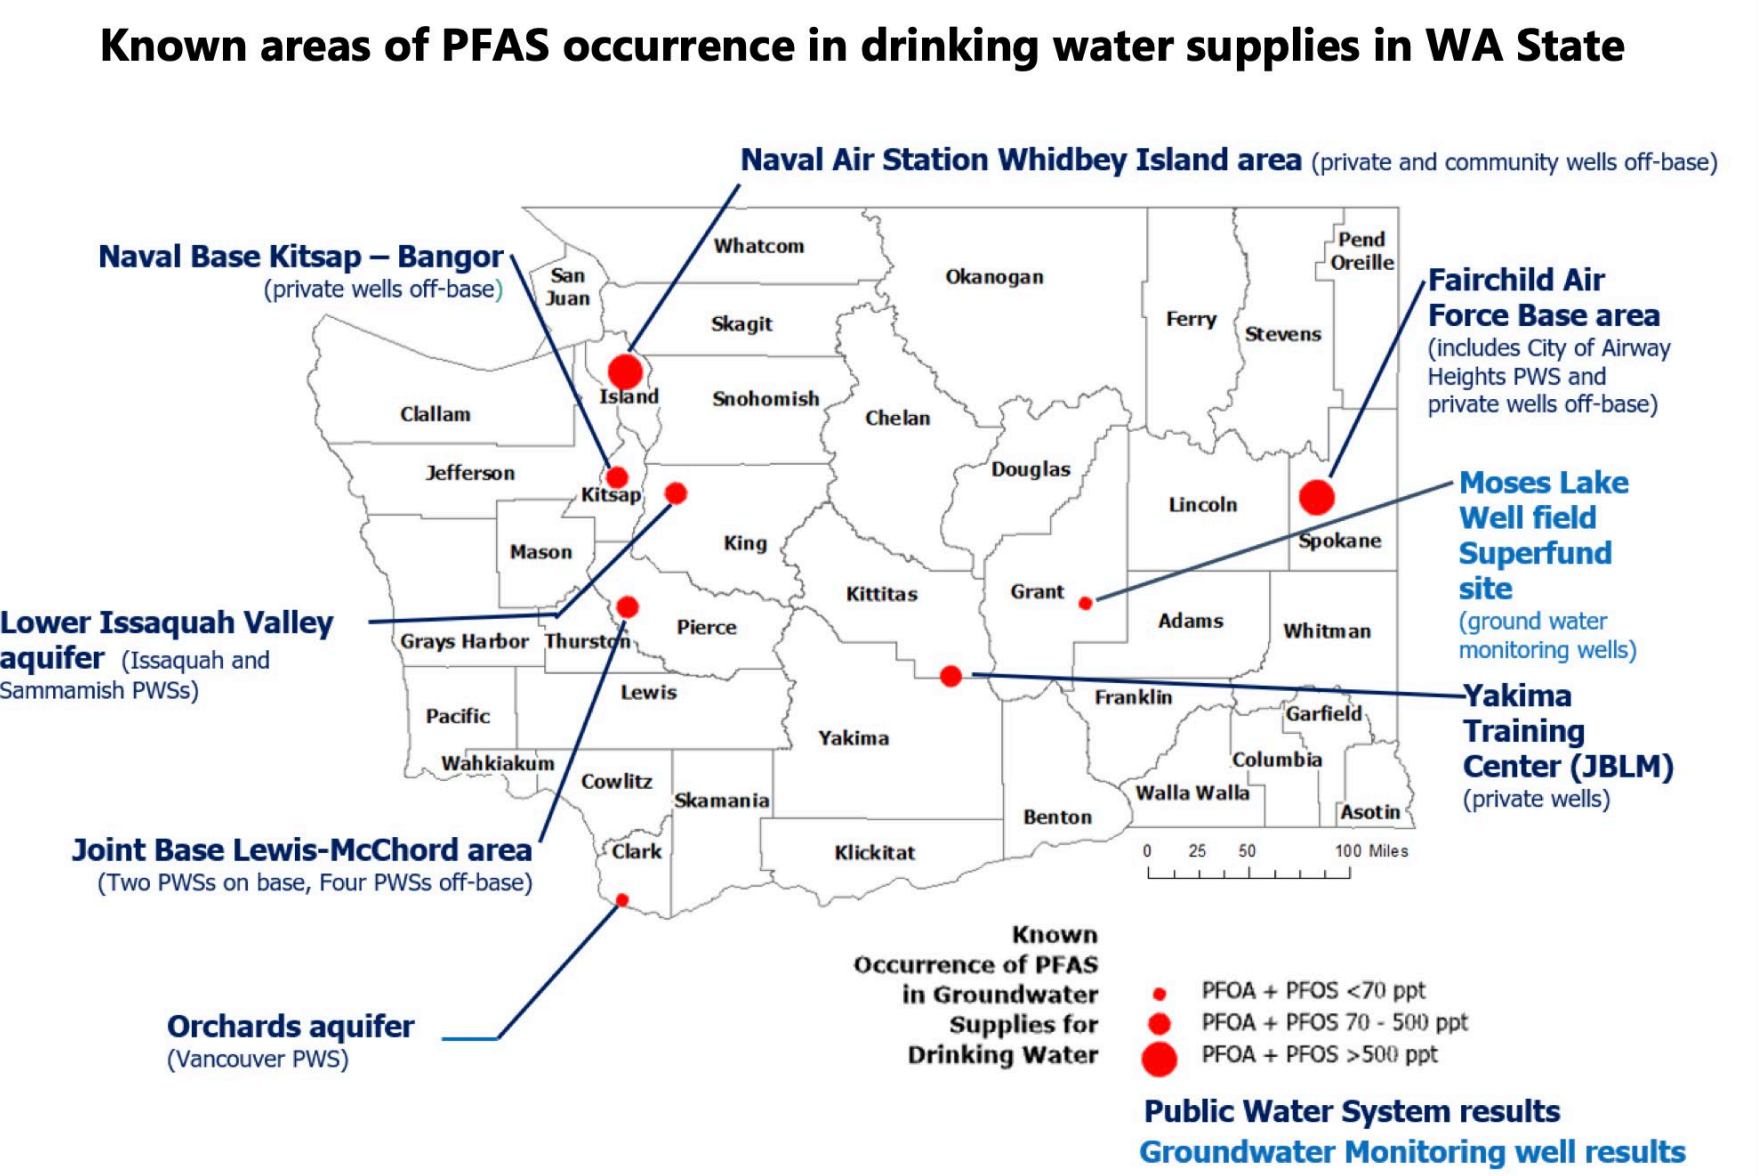 Known areas of PFAS occurrence in drinking water supplies in WA State
Naval Air Station Whidbey Island area (private and community wells off-base)
Naval Base Kitsap – Bangor
(private wells off-base)
Fairchild Air
Force Base area
(includes City of Airway
Heights PWS and
private wells off-base)
Moses Lake
Well field
Superfund
site
(ground water
monitoring wells)
Yakima
Training
Center (JBLM)
(private wells)
Lower Issaquah Valley
aquifer (Issaquah and
Sammamish PWSs)
Joint Base Lewis-McChord area
(Two PWSs on base, Four PWSs off-base)
Orchards aquifer
(Vancouver PWS)
Whatcom
San
Juan
Skagit
Island
Snohomish
Clallam
Jefferson
Kitsap
King
Mason
Grays Harbor
Thurston
Pierce
Pacific
Lewis
Wahkiakum
Cowlitz
Skamania
Clark
Klickitat
Yakima
Kittitas
Chelan
Okanogan
Douglas
Grant
Ferry
Stevens
Pend
Oreille
Lincoln
Spokane
Adams
Whitman
Franklin
Garfield
Columbia
Walla Walla
Asotin
Benton
0 25 50 100 Miles
Known
Occurrence of PFAS
in Groundwater
Supplies for
Drinking Water
PFOA + PFOS <70 ppt
PFOA + PFOS 70 - 500 ppt
PFOA + PFOS >500 ppt
Public Water System results
Groundwater Monitoring well results